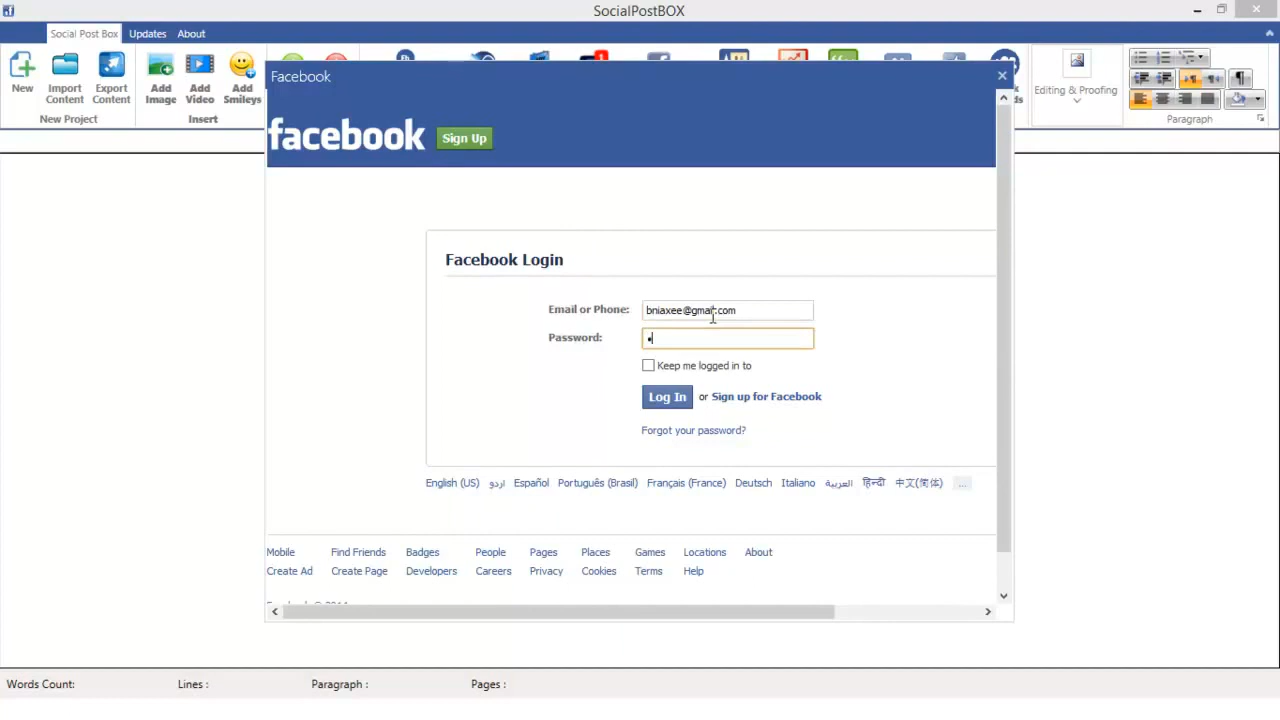 SocialPostBOX
Social Post Box Updates About
New Import Content Export Content Add Image Add Video Add Smileys
Editing & Proofing
New Project Insert Paragraph
Facebook
facebook Sign Up
Facebook Login
Email or Phone: bniaxee@gmail.com
Password:
Keep me logged in to
Log In or Sign up for Facebook
Forgot your password?
English (US) اردو Español Português (Brasil) Français (France) Deutsch Italiano العربية हिन्दी 中文(简体) ...
Mobile Find Friends Badges People Pages Places Games Locations About
Create Ad Create Page Developers Careers Privacy Cookies Terms Help
Words Count: Lines : Paragraph : Pages :